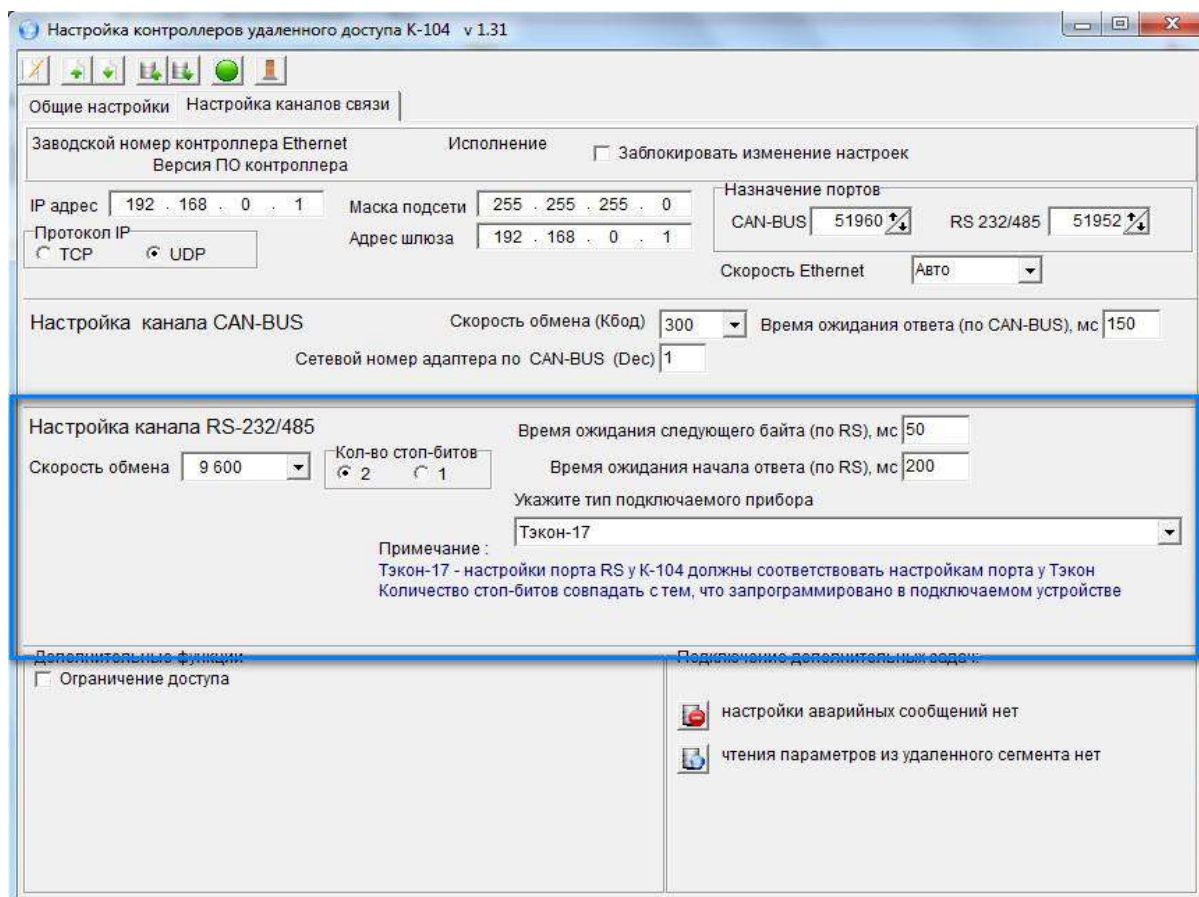 Настройка контроллеров удаленного доступа К-104 v 1.31
Общие настройки Настройка каналов связи
Заводской номер контроллера Ethernet Исполнение Заблокировать изменение настроек
Версия ПО контроллера
Назначение портов
IP адрес 192 . 168 . 0 . 1 Маска подсети 255 . 255 . 255 . 0 CAN-BUS 51960 RS 232/485 51952
Протокол IP
TCP UDP Адрес шлюза 192 . 168 . 0 . 1
Скорость Ethernet Авто
Настройка канала CAN-BUS Скорость обмена (Кбод) 300 Время ожидания ответа (по CAN-BUS), мс 150
Сетевой номер адаптера по CAN-BUS (Dec) 1
Настройка канала RS-232/485 Время ожидания следующего байта (по RS), мс 50
Кол-во стоп-битов
Скорость обмена 9 600 2 1 Время ожидания начала ответа (по RS), мс 200
Укажите тип подключаемого прибора
Тэкон-17
Примечание :
Тэкон-17 - настройки порта RS у К-104 должны соответствовать настройкам порта у Тэкон
Количество стоп-битов совпадать с тем, что запрограммировано в подключаемом устройстве
Дополнительные функции Подключение дополнительных задач:
Ограничение доступа
настройки аварийных сообщений нет
чтения параметров из удаленного сегмента нет